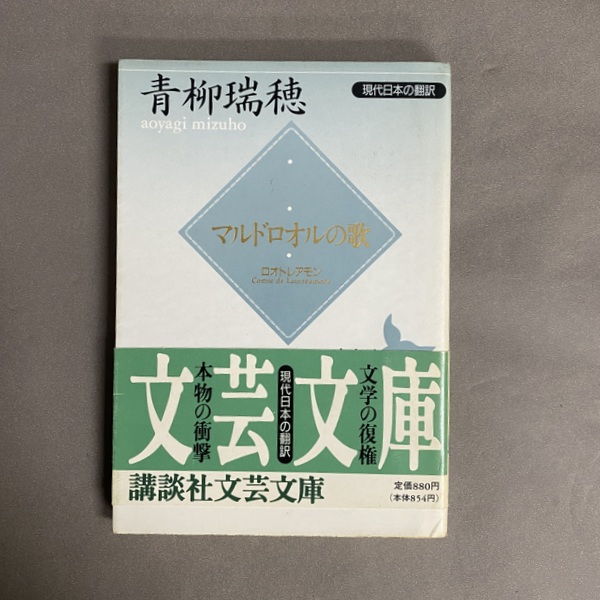 青柳瑞穂
aoyagi mizuho
現代日本の翻訳
マルドロオルの歌
ロオトレアモン
Comte de Lautréamont
文芸文庫
文学の復権
現代日本の翻訳
本物の衝撃
講談社文芸文庫
定価880円
(本体854円)